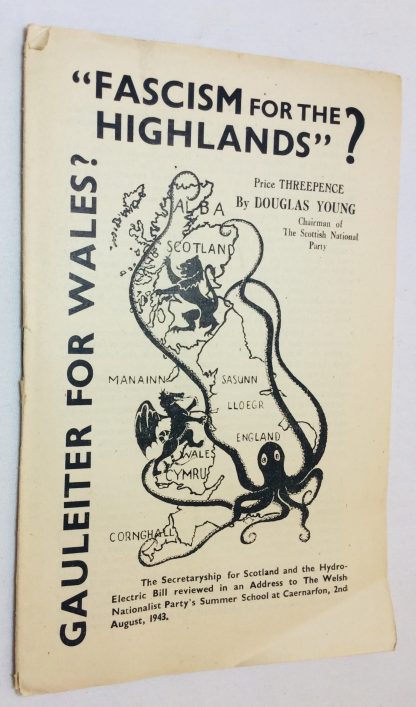 "FASCISM FOR THE
HIGHLANDS"?
GAULEITER FOR WALES?
Price THREEPENCE
By DOUGLAS YOUNG
Chairman of
The Scottish National
Party
ALBA
SCOTLAND
MANAINN
SASUNN
LLOEGR
ENGLAND
WALES
CYMRU
CORNGHALL
The Secretaryship for Scotland and the Hydro-
Electric Bill reviewed in an Address to The Welsh
Nationalist Party's Summer School at Caernarfon, 2nd
August, 1943.